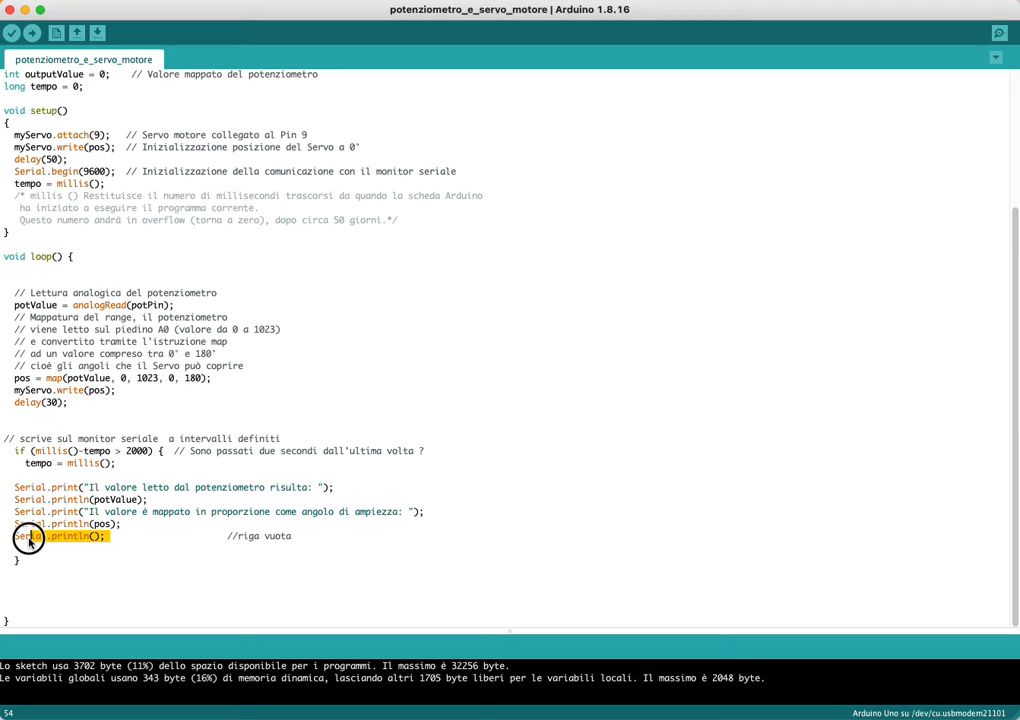 potenziometro_e_servo_motore | Arduino 1.8.16
potenziometro_e_servo_motore
int outputValue = 0;    // Valore mappato del potenziometro
long tempo = 0;
void setup()
{
  myServo.attach(9);   // Servo motore collegato al Pin 9
  myServo.write(pos);  // Inizializzazione posizione del Servo a 0°
  delay(50);
  Serial.begin(9600);  // Inizializzazione della comunicazione con il monitor seriale
  tempo = millis();
  /* millis () Restituisce il numero di millisecondi trascorsi da quando la scheda Arduino
   ha iniziato a eseguire il programma corrente.
   Questo numero andrà in overflow (torna a zero), dopo circa 50 giorni.*/
}
void loop() {
  // Lettura analogica del potenziometro
  potValue = analogRead(potPin);
  // Mappatura del range, il potenziometro
  // viene letto sul piedino A0 (valore da 0 a 1023)
  // e convertito tramite l'istruzione map
  // ad un valore compreso tra 0° e 180°
  // cioè gli angoli che il Servo può coprire
  pos = map(potValue, 0, 1023, 0, 180);
  myServo.write(pos);
  delay(30);
// scrive sul monitor seriale  a intervalli definiti
  if (millis()-tempo > 2000) {  // Sono passati due secondi dall'ultima volta ?
    tempo = millis();
  Serial.print("Il valore letto dal potenziometro risulta: ");
  Serial.println(potValue);
  Serial.print("Il valore è mappato in proporzione come angolo di ampiezza: ");
  Serial.println(pos);
  Serial.println();                       //riga vuota
  }
}
Lo sketch usa 3702 byte (11%) dello spazio disponibile per i programmi. Il massimo è 32256 byte.
Le variabili globali usano 343 byte (16%) di memoria dinamica, lasciando altri 1705 byte liberi per le variabili locali. Il massimo è 2048 byte.
54
Arduino Uno su /dev/cu.usbmodem21101